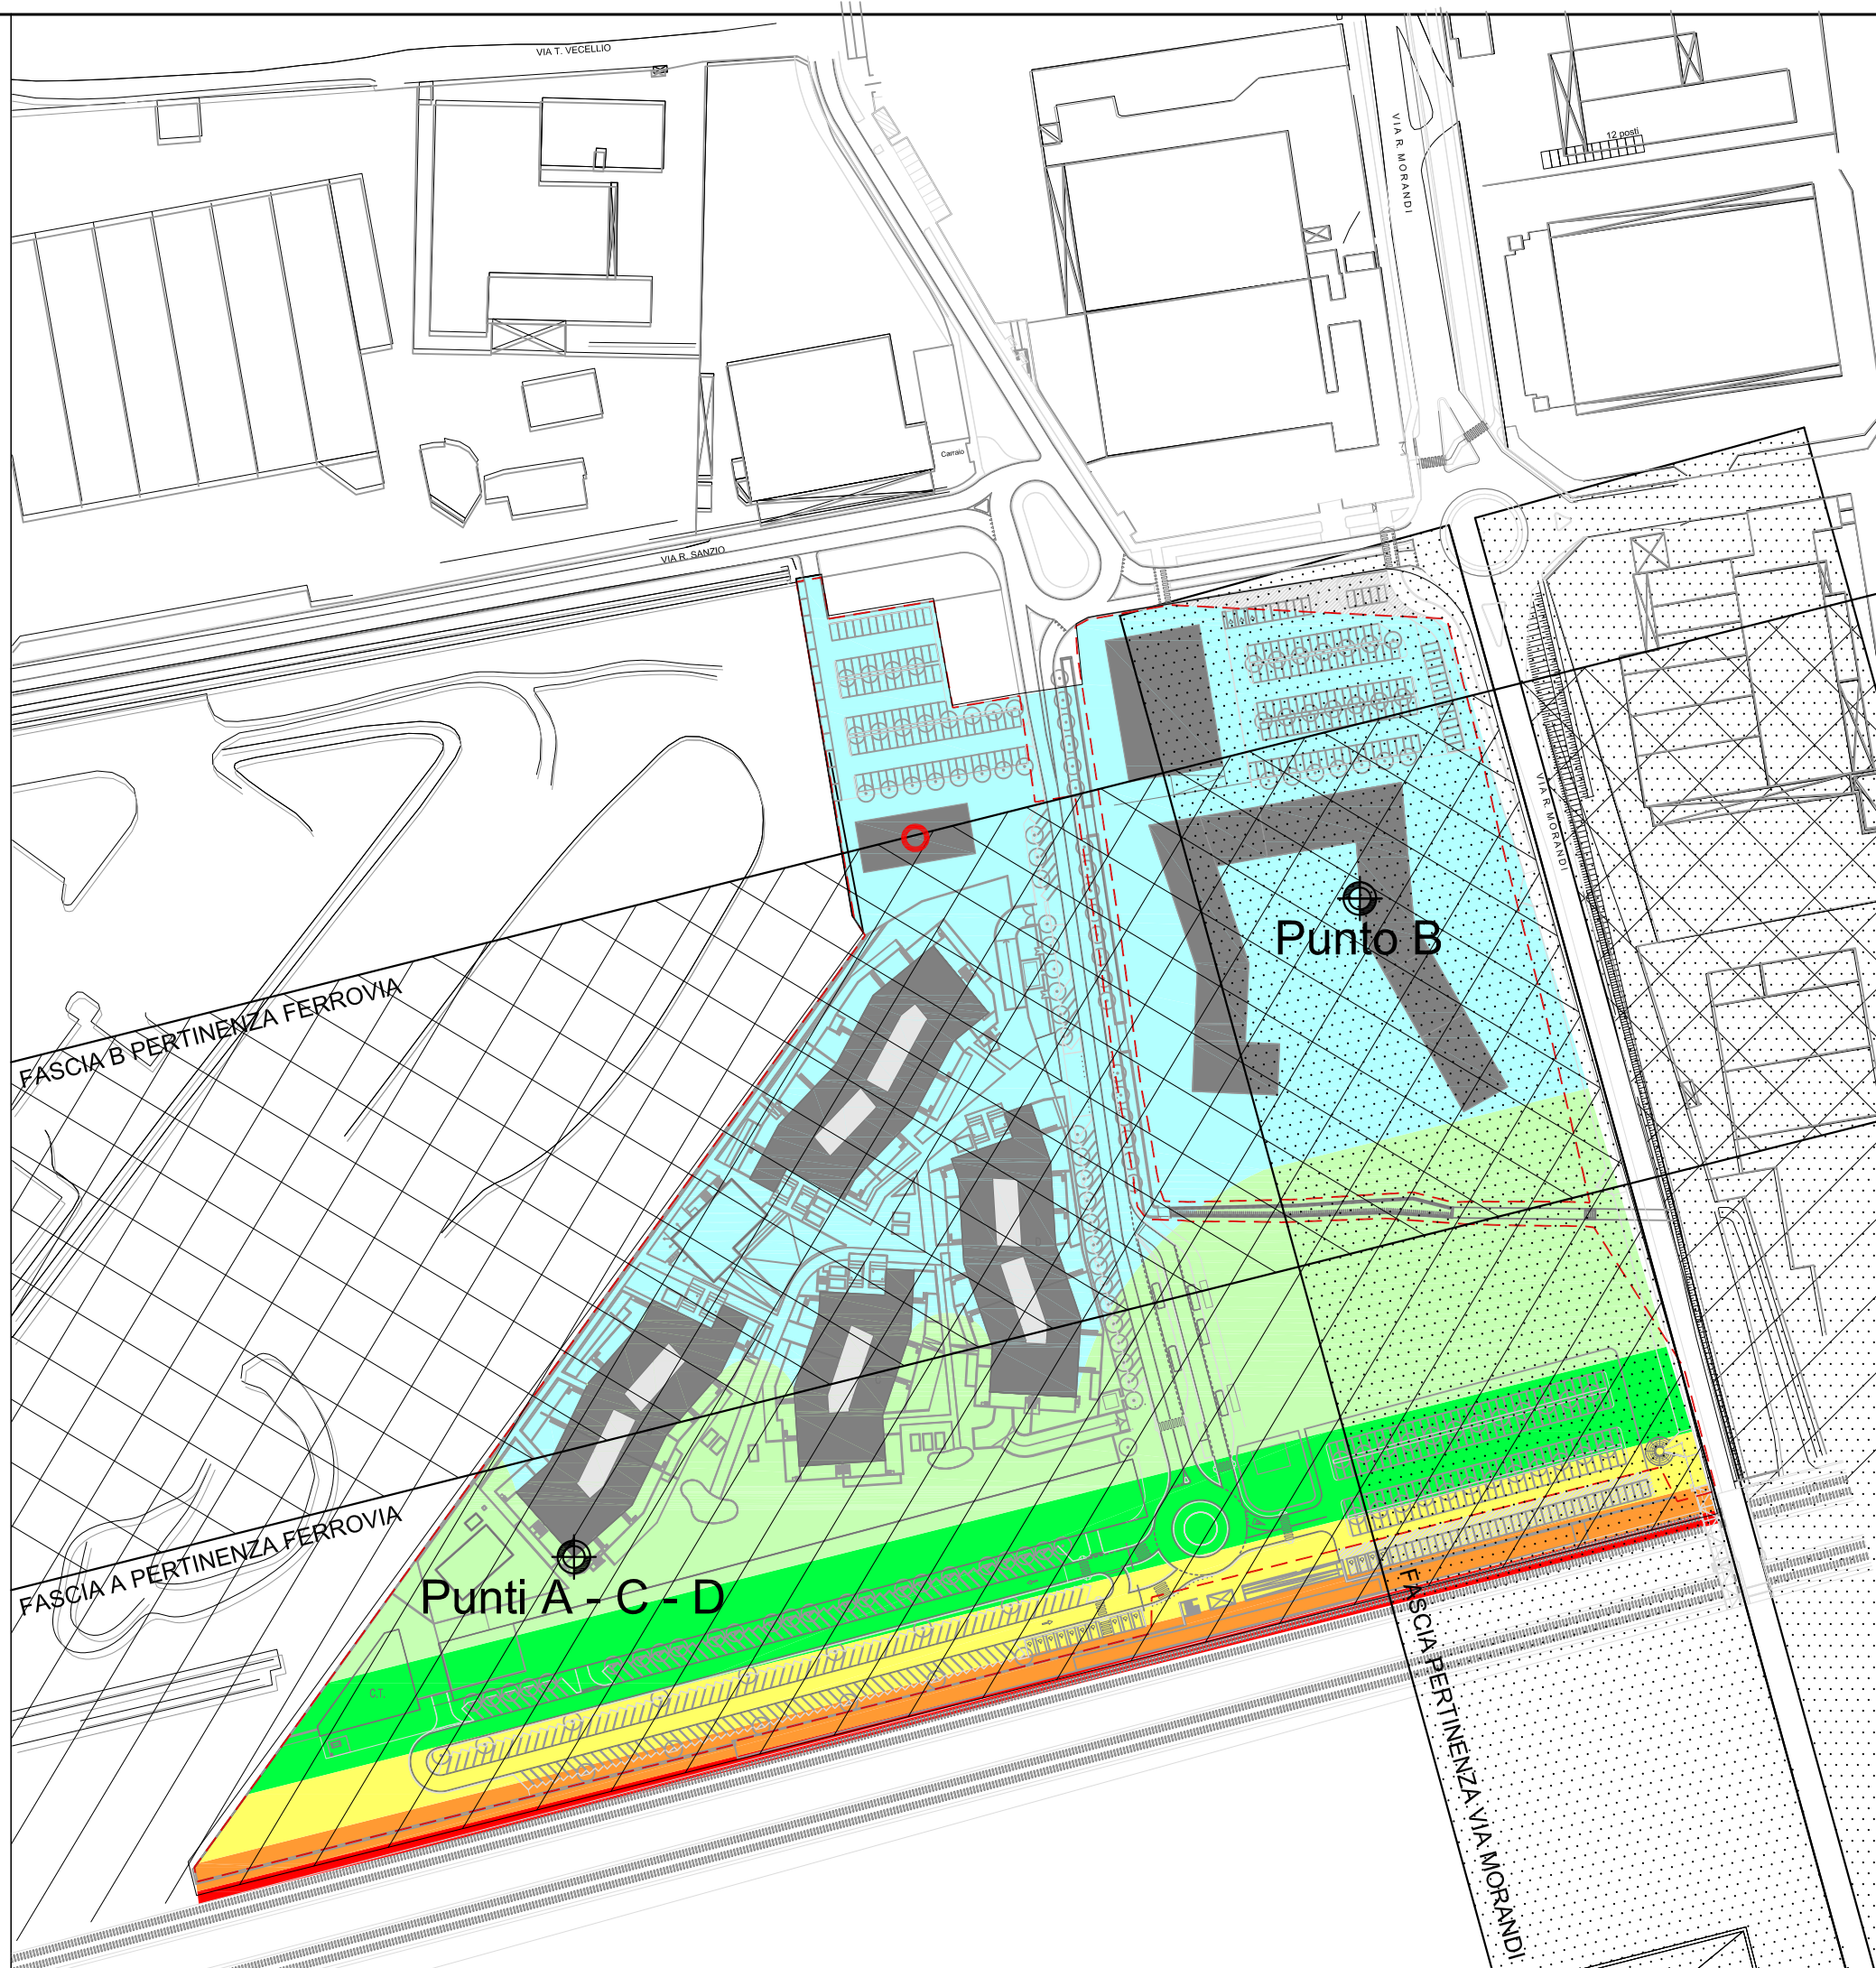 VIA T. VECELLIO
VIA R. MORANDI
12 posti
Carraio
VIA R. SANZIO
VIA R. MORANDI
Punto B
FASCIA B PERTINENZA FERROVIA
FASCIA A PERTINENZA FERROVIA
Punti A - C - D
C.T.
FASCIA PERTINENZA VIA MORANDI